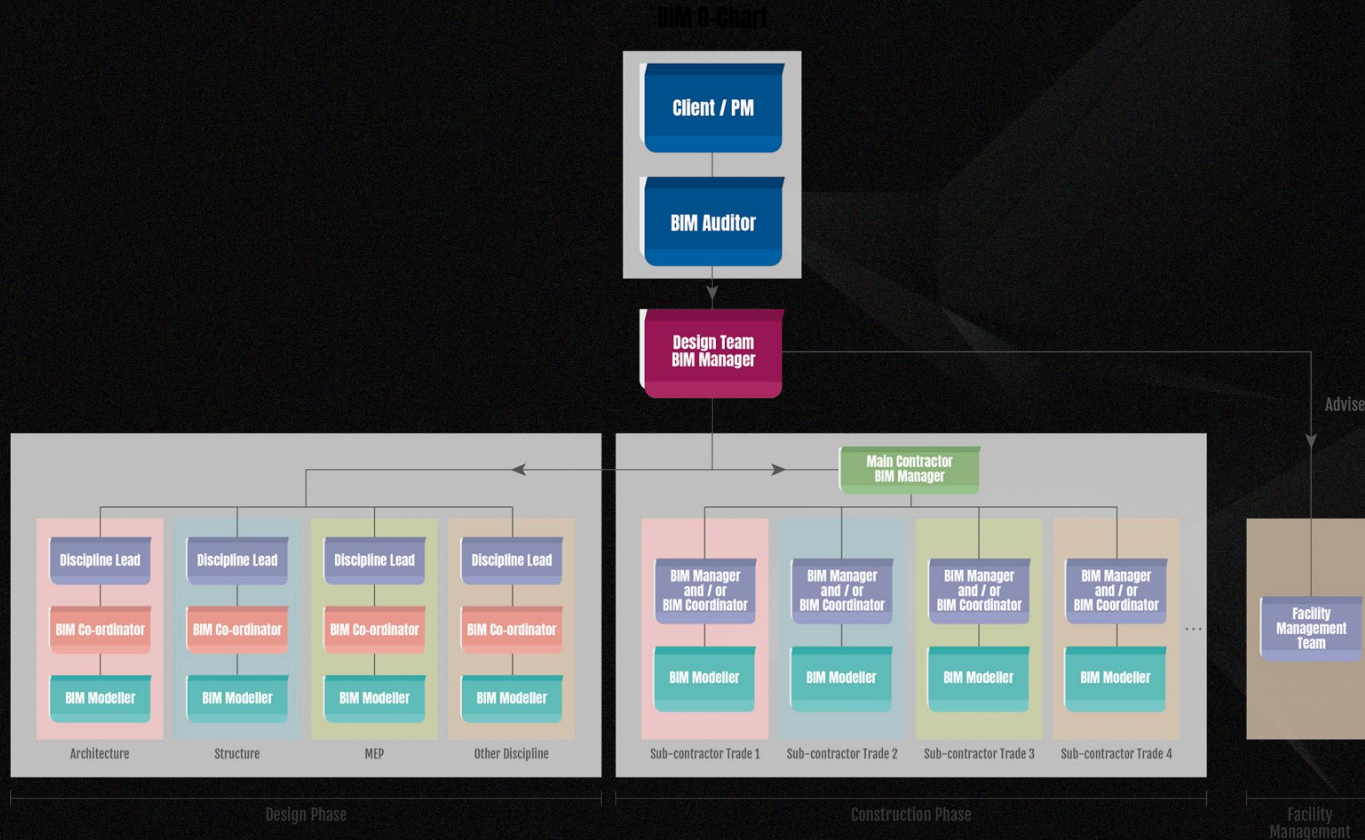 BIM O-Chart
Client / PM
BIM Auditor
Design Team
BIM Manager
Advise
Main Contractor
BIM Manager
Discipline Lead
Discipline Lead
Discipline Lead
Discipline Lead
BIM Co-ordinator
BIM Co-ordinator
BIM Co-ordinator
BIM Co-ordinator
BIM Modeller
BIM Modeller
BIM Modeller
BIM Modeller
Architecture
Structure
MEP
Other Discipline
BIM Manager
and / or
BIM Coordinator
BIM Manager
and / or
BIM Coordinator
BIM Manager
and / or
BIM Coordinator
BIM Manager
and / or
BIM Coordinator
...
BIM Modeller
BIM Modeller
BIM Modeller
BIM Modeller
Sub-contractor Trade 1
Sub-contractor Trade 2
Sub-contractor Trade 3
Sub-contractor Trade 4
Facility
Management
Team
Design Phase
Construction Phase
Facility
Management